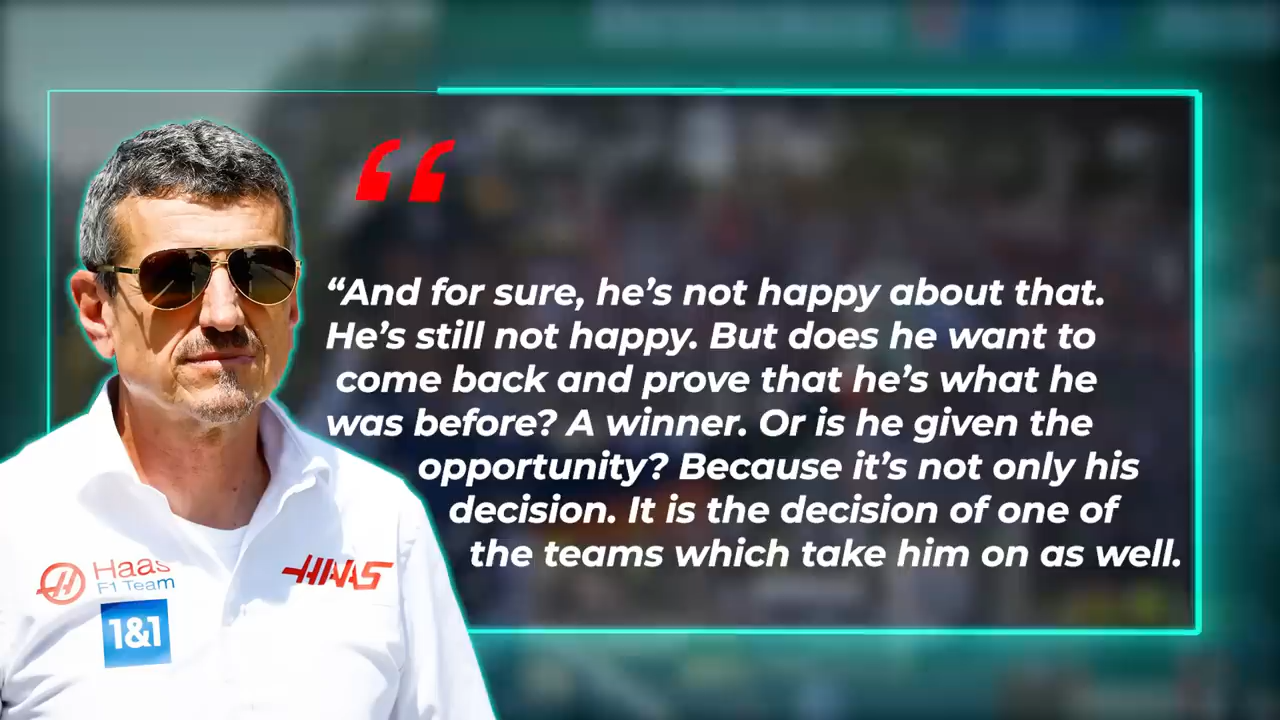 “
“And for sure, he’s not happy about that.
He’s still not happy. But does he want to
come back and prove that he’s what he
was before? A winner. Or is he given the
opportunity? Because it’s not only his
decision. It is the decision of one of
the teams which take him on as well.
Haas
F1 Team
HAAS
1&1